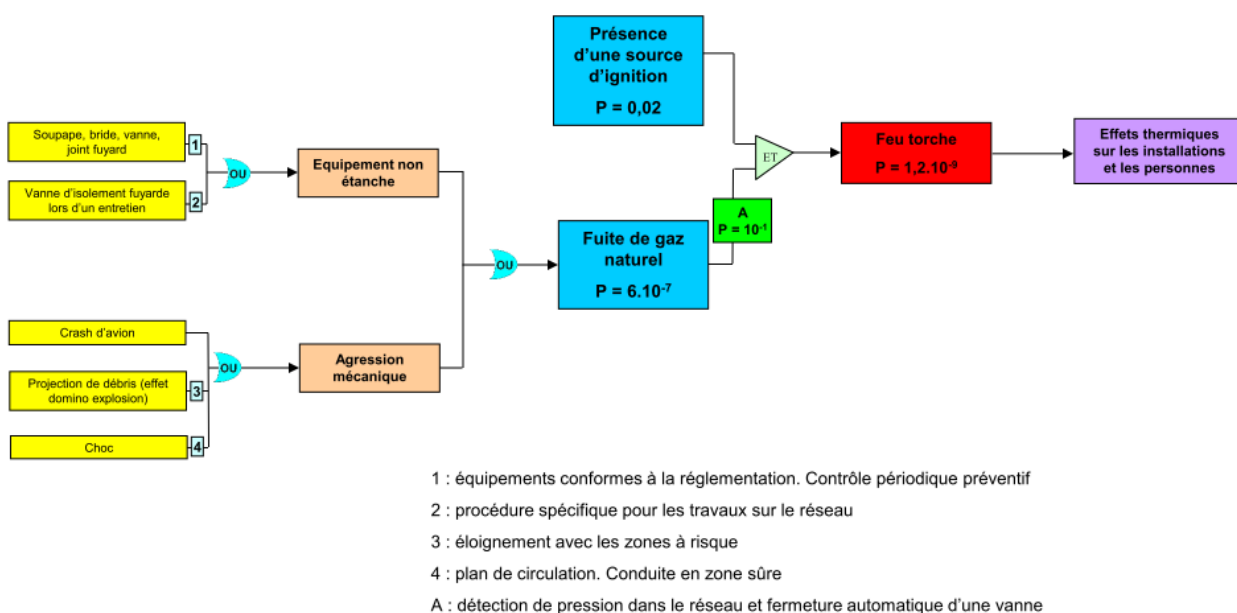 Présence
d’une source
d’ignition
P = 0,02
Soupape, bride, vanne,
joint fuyard
1
OU
Vanne d’isolement fuyarde
lors d’un entretien
2
Equipement non
étanche
ET
Feu torche
P = 1,2.10⁻⁹
Effets thermiques
sur les installations
et les personnes
A
P = 10⁻¹
OU
Fuite de gaz
naturel
P = 6.10⁻⁷
Crash d’avion
OU
Agression
mécanique
Projection de débris (effet
domino explosion)
3
Choc
4
1 : équipements conformes à la réglementation. Contrôle périodique préventif
2 : procédure spécifique pour les travaux sur le réseau
3 : éloignement avec les zones à risque
4 : plan de circulation. Conduite en zone sûre
A : détection de pression dans le réseau et fermeture automatique d’une vanne